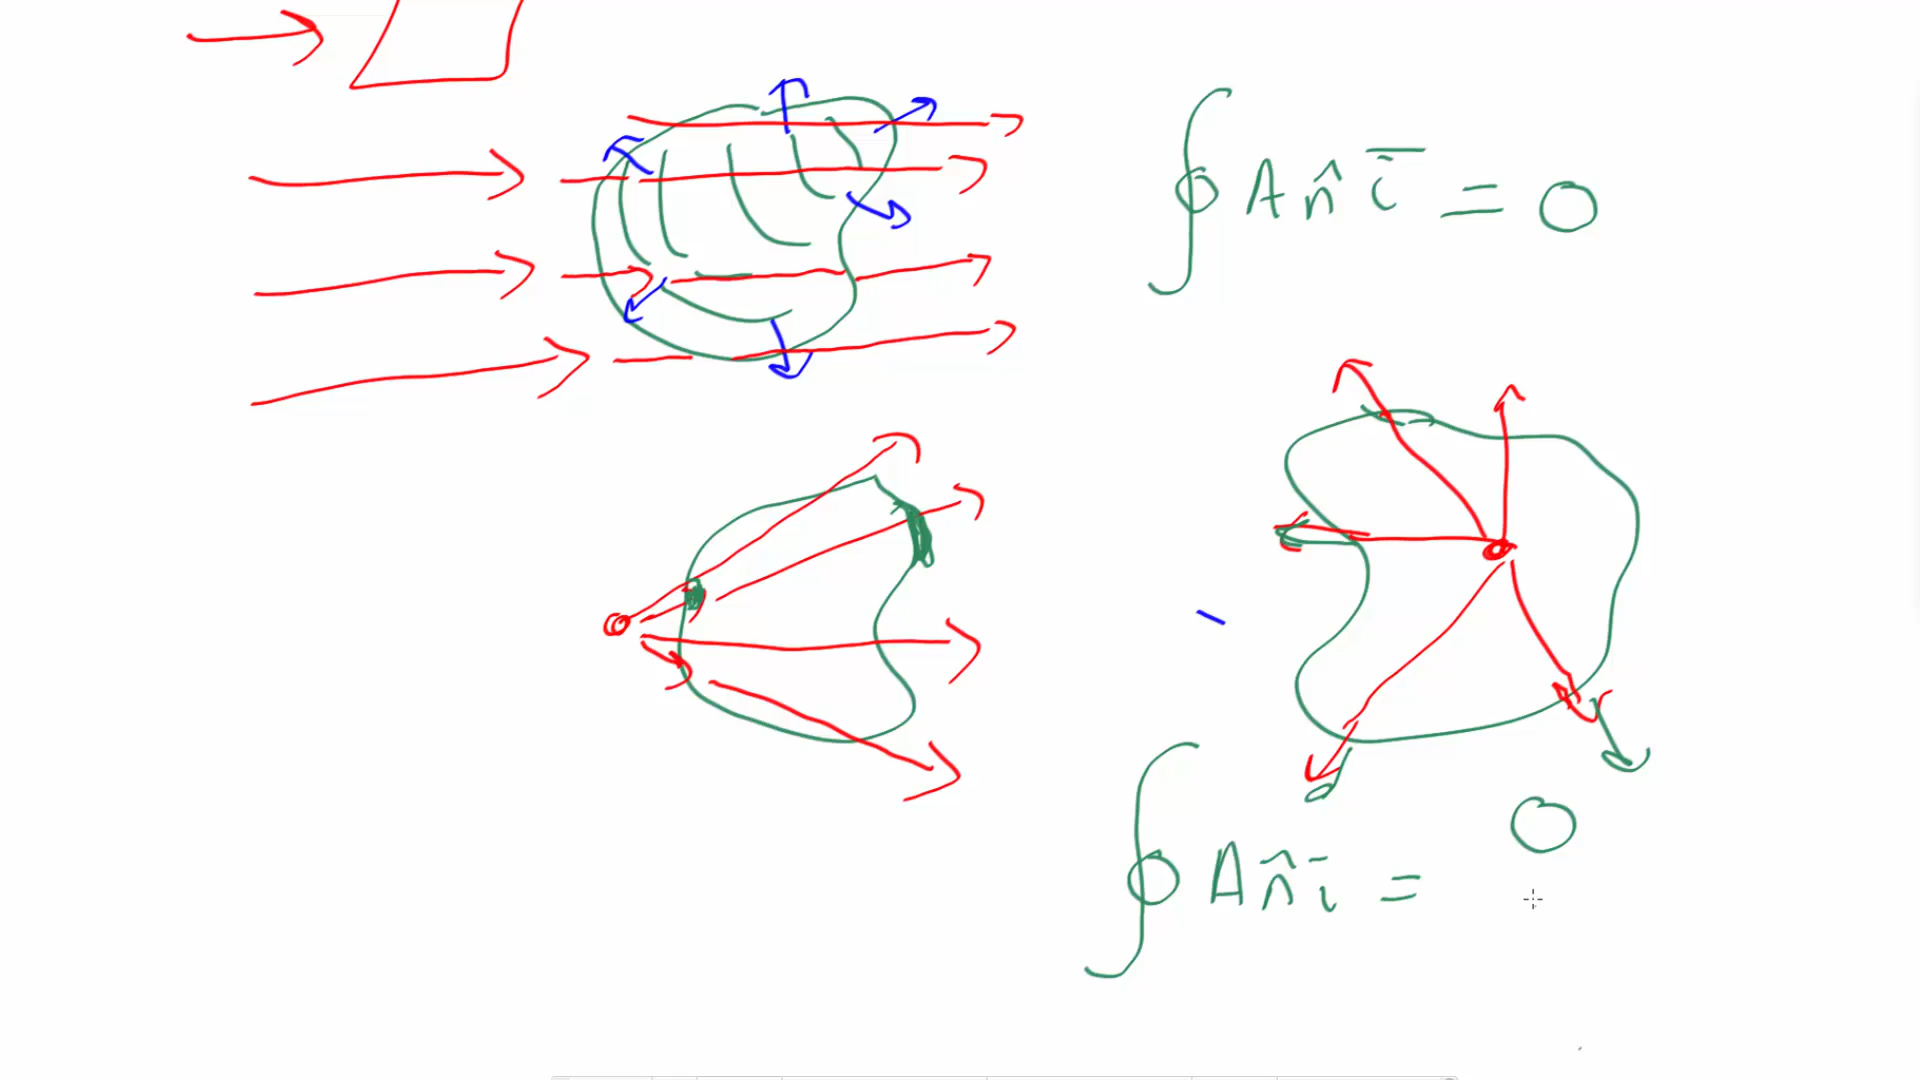 ∮ A n̂ i̅ = 0
∮ A n̂ i̅ = 0